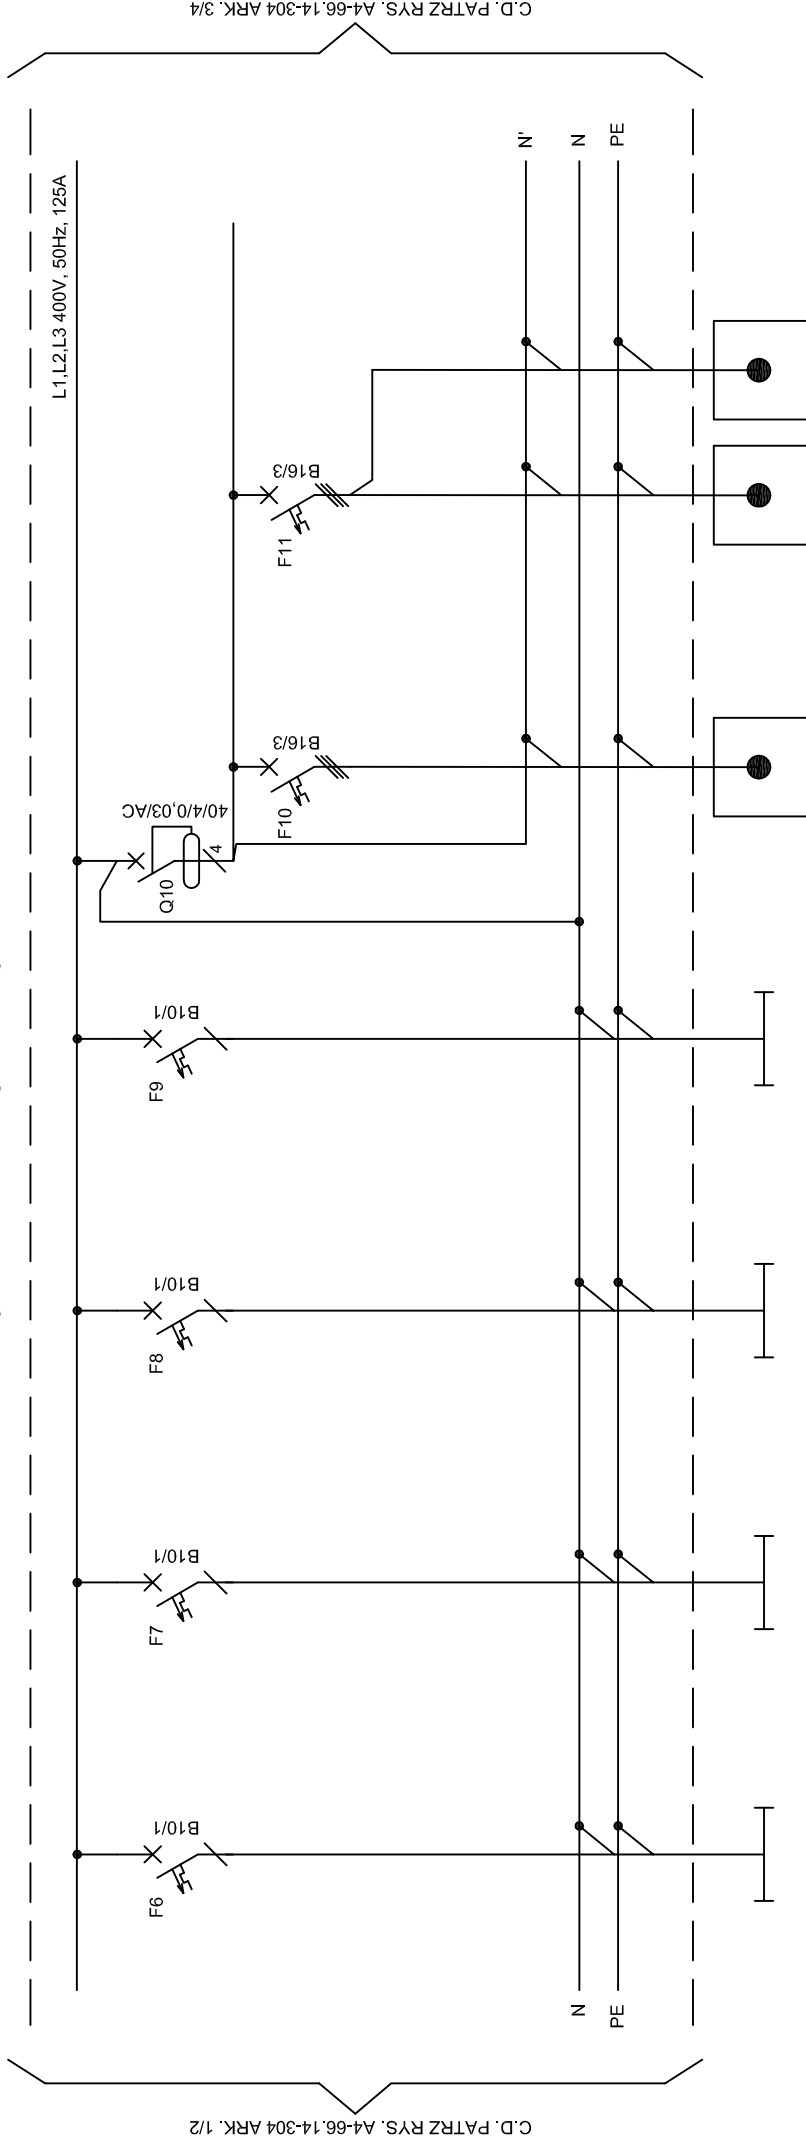 C.D. PATRZ RYS. A4-66.14-304 ARK. 3/4
L1,L2,L3 400V, 50Hz, 125A
N'
N
PE
B16/3
F11
B16/3
F10
40/4/0,03/AC
4
Q10
B10/1
F9
B10/1
F8
B10/1
F7
B10/1
F6
N
PE
C.D. PATRZ RYS. A4-66.14-304 ARK. 1/2